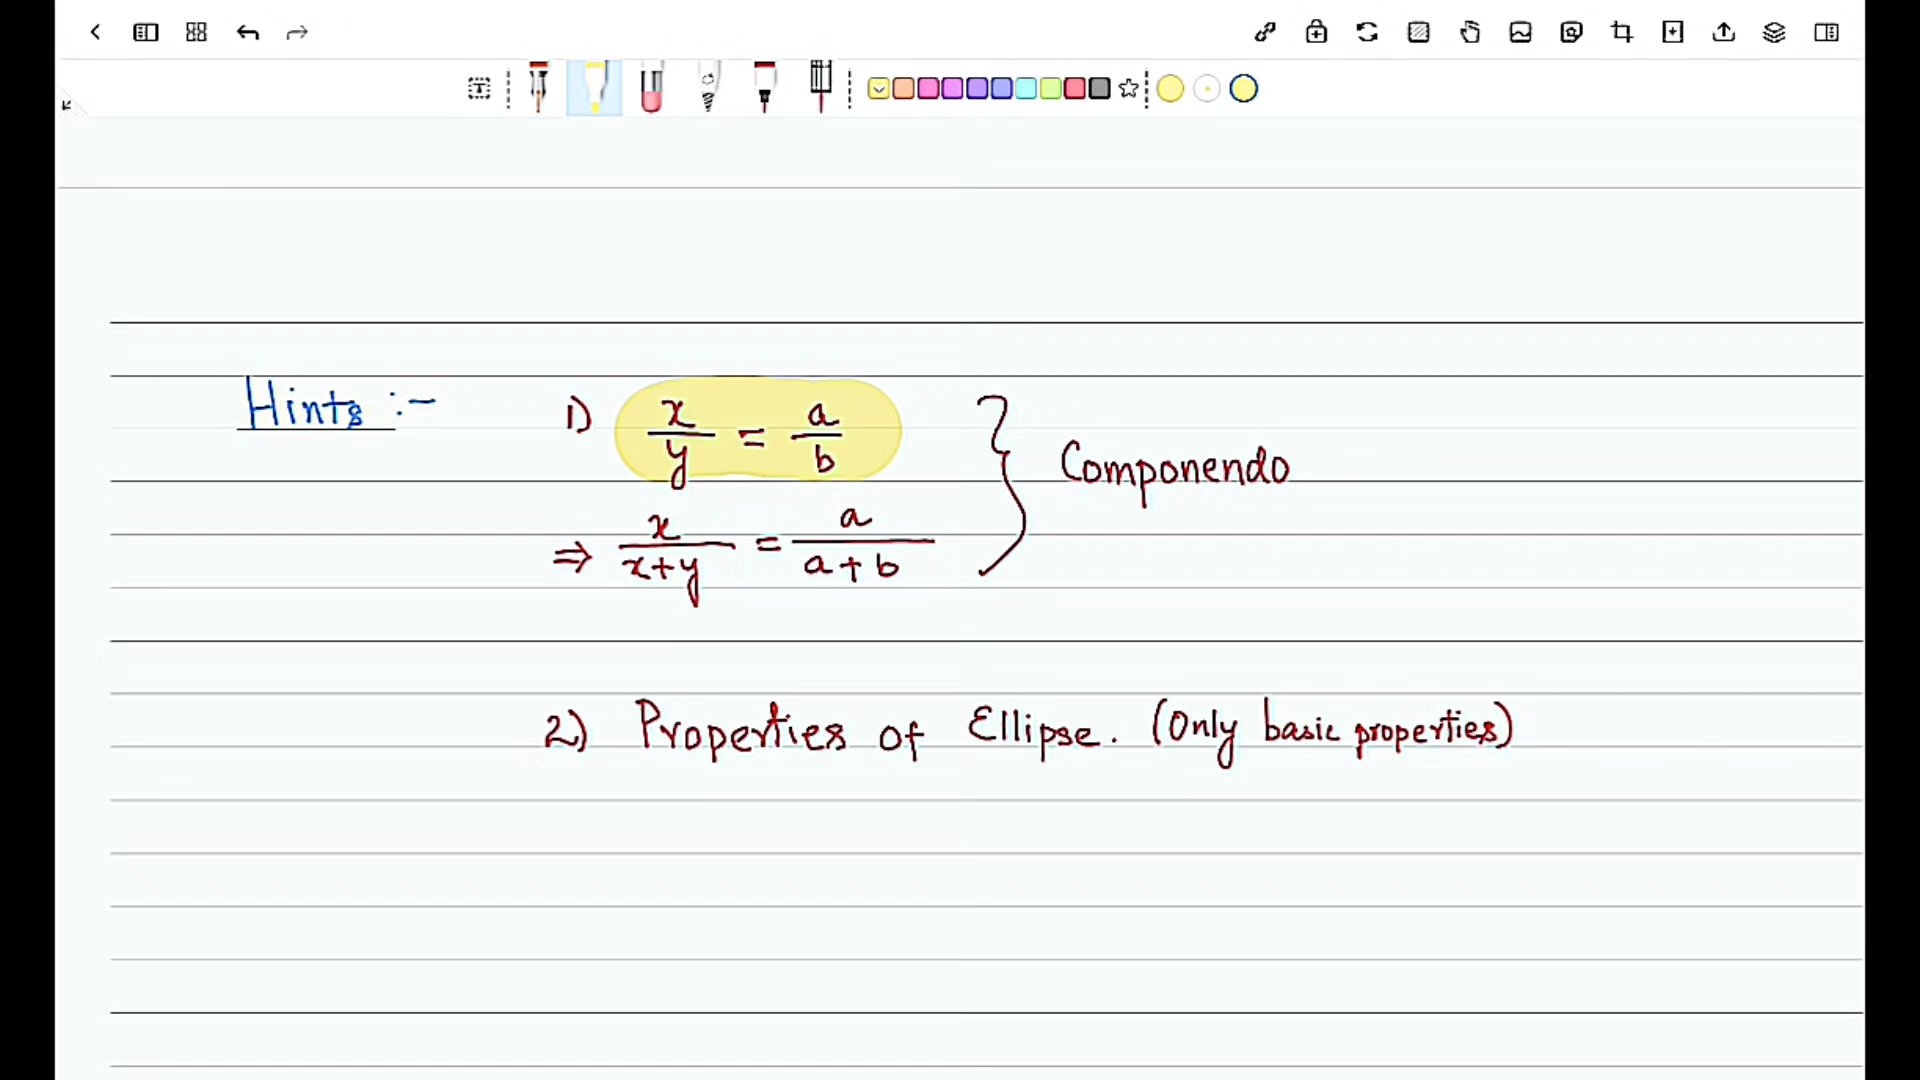 Hints :- 1) x/y = a/b
Componendo
⇒ x/(x+y) = a/(a+b)
2) Properties of Ellipse. (Only basic properties)